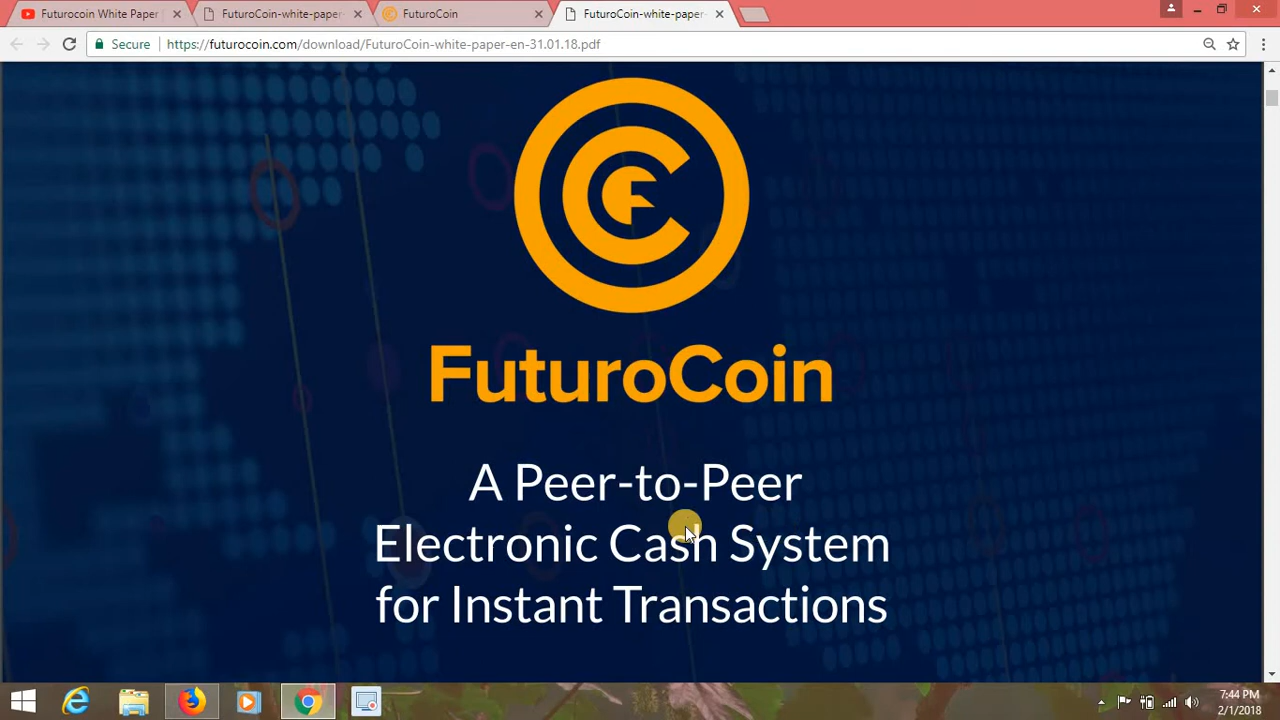 Futurocoin White Paper
FuturoCoin-white-paper-
FuturoCoin
FuturoCoin-white-paper-
Secure
https://futurocoin.com/download/FuturoCoin-white-paper-en-31.01.18.pdf
CF
FuturoCoin
A Peer-to-Peer
Electronic Cash System
for Instant Transactions
7:44 PM
2/1/2018